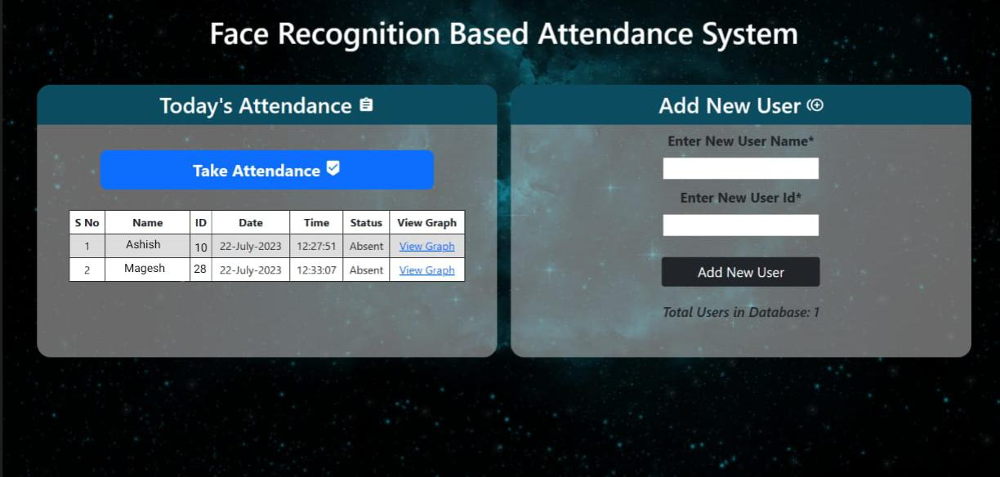 Face Recognition Based Attendance System
Today's Attendance
Take Attendance
S No Name ID Date Time Status View Graph
1 Ashish 10 22-July-2023 12:27:51 Absent View Graph
2 Magesh 28 22-July-2023 12:33:07 Absent View Graph
Add New User
Enter New User Name*
Enter New User Id*
Add New User
Total Users in Database: 1